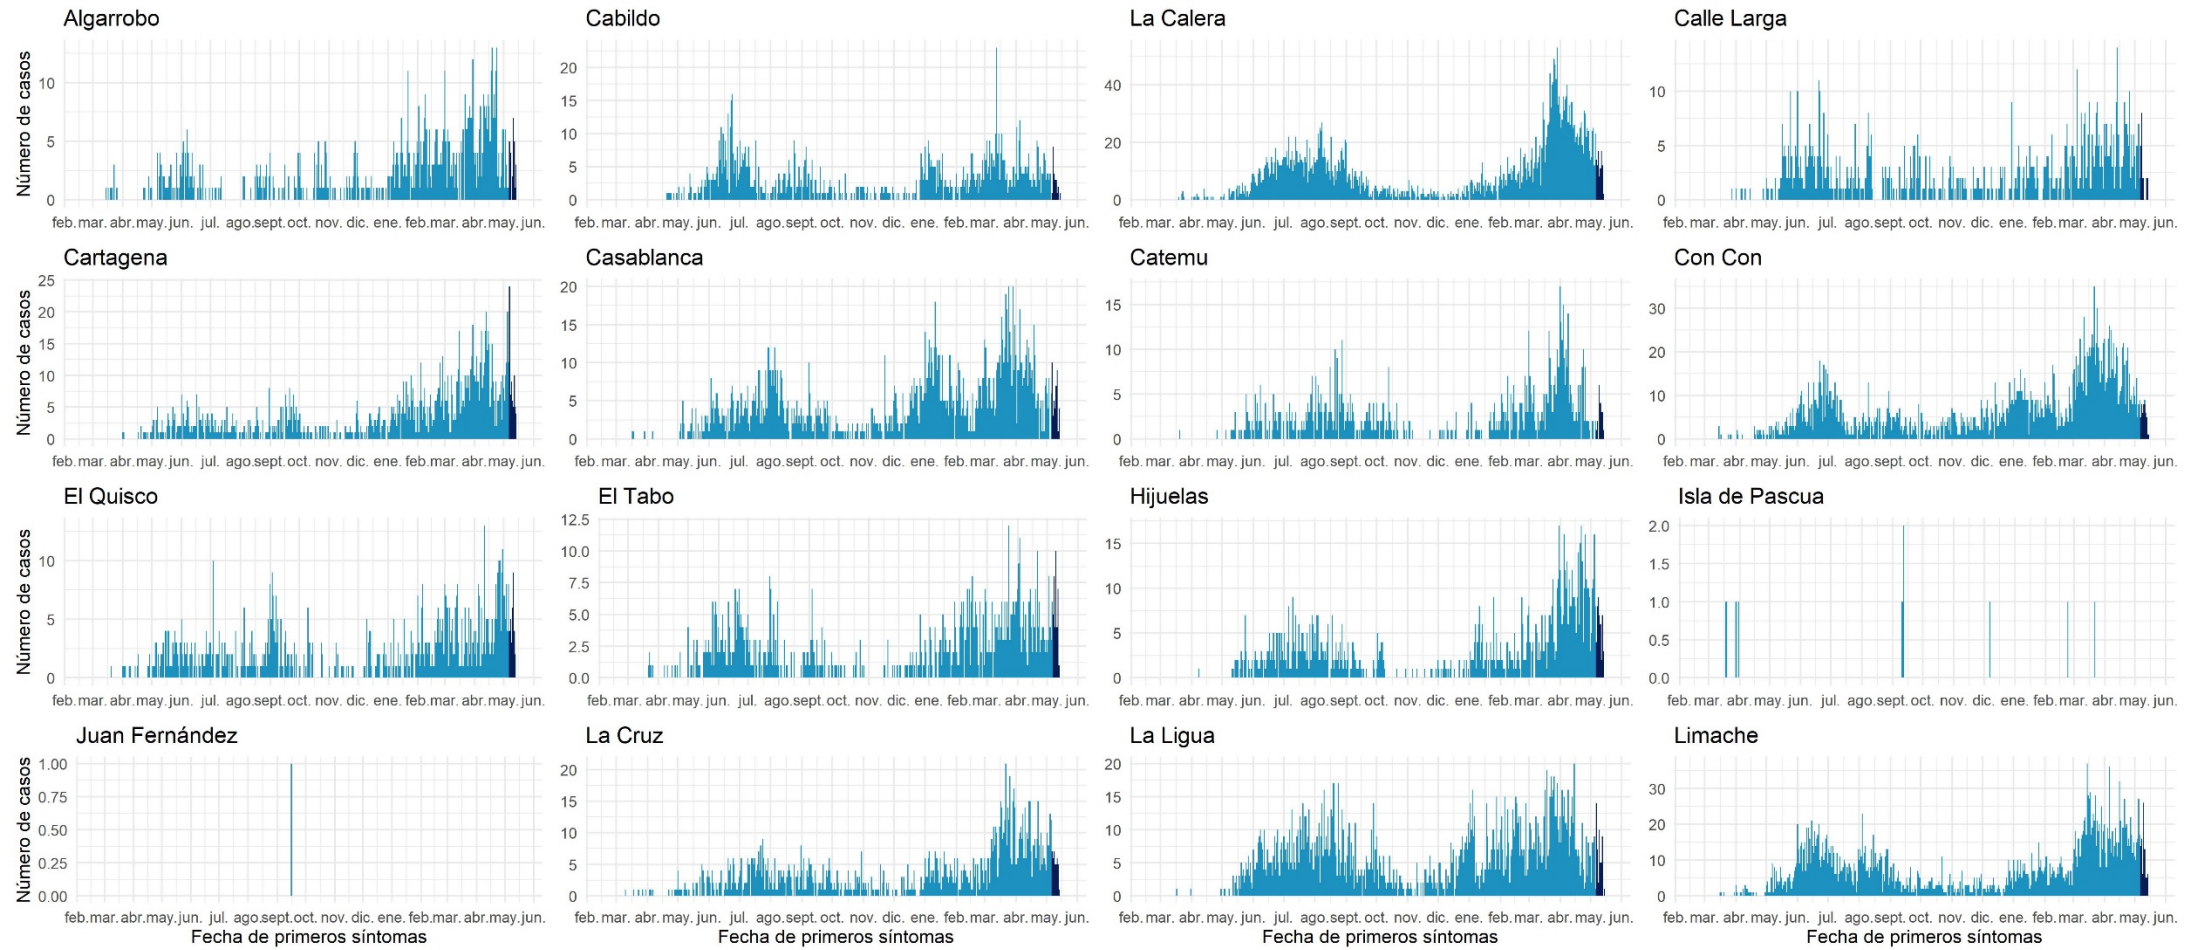 Algarrobo Cabildo La Calera Calle Larga
Número de casos
10
5
0
20
15
10
5
0
40
20
0
10
5
0
feb. mar. abr. may. jun. jul. ago. sept. oct. nov. dic. ene. feb. mar. abr. may. jun.
feb. mar. abr. may. jun. jul. ago. sept. oct. nov. dic. ene. feb. mar. abr. may. jun.
feb. mar. abr. may. jun. jul. ago. sept. oct. nov. dic. ene. feb. mar. abr. may. jun.
feb. mar. abr. may. jun. jul. ago. sept. oct. nov. dic. ene. feb. mar. abr. may. jun.
Cartagena Casablanca Catemu Con Con
Número de casos
25
20
15
10
5
0
20
15
10
5
0
15
10
5
0
30
20
10
0
feb. mar. abr. may. jun. jul. ago. sept. oct. nov. dic. ene. feb. mar. abr. may. jun.
feb. mar. abr. may. jun. jul. ago. sept. oct. nov. dic. ene. feb. mar. abr. may. jun.
feb. mar. abr. may. jun. jul. ago. sept. oct. nov. dic. ene. feb. mar. abr. may. jun.
feb. mar. abr. may. jun. jul. ago. sept. oct. nov. dic. ene. feb. mar. abr. may. jun.
El Quisco El Tabo Hijuelas Isla de Pascua
Número de casos
10
5
0
12.5
10.0
7.5
5.0
2.5
0.0
15
10
5
0
2.0
1.5
1.0
0.5
0.0
feb. mar. abr. may. jun. jul. ago. sept. oct. nov. dic. ene. feb. mar. abr. may. jun.
feb. mar. abr. may. jun. jul. ago. sept. oct. nov. dic. ene. feb. mar. abr. may. jun.
feb. mar. abr. may. jun. jul. ago. sept. oct. nov. dic. ene. feb. mar. abr. may. jun.
feb. mar. abr. may. jun. jul. ago. sept. oct. nov. dic. ene. feb. mar. abr. may. jun.
Juan Fernández La Cruz La Ligua Limache
Número de casos
1.00
0.75
0.50
0.25
0.00
20
15
10
5
0
20
15
10
5
0
30
20
10
0
feb. mar. abr. may. jun. jul. ago. sept. oct. nov. dic. ene. feb. mar. abr. may. jun.
feb. mar. abr. may. jun. jul. ago. sept. oct. nov. dic. ene. feb. mar. abr. may. jun.
feb. mar. abr. may. jun. jul. ago. sept. oct. nov. dic. ene. feb. mar. abr. may. jun.
feb. mar. abr. may. jun. jul. ago. sept. oct. nov. dic. ene. feb. mar. abr. may. jun.
Fecha de primeros síntomas Fecha de primeros síntomas Fecha de primeros síntomas Fecha de primeros síntomas